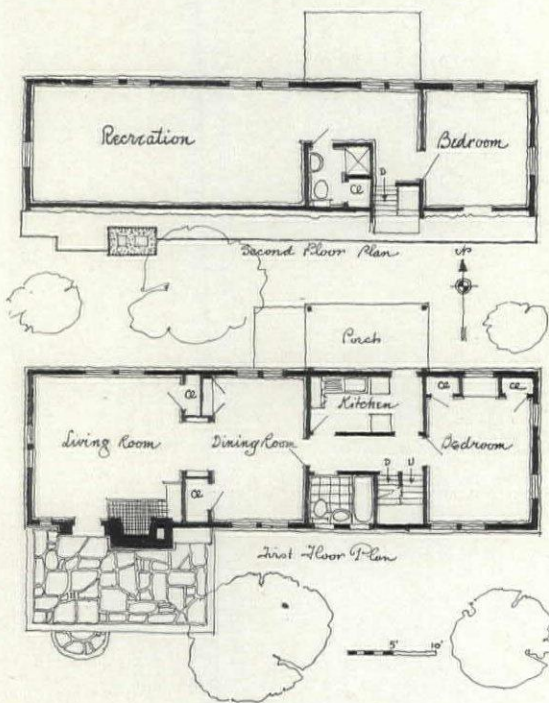 Recreation
Bedroom
D
Cl
Second Floor Plan
N
Porch
Cl
Cl
Cl
Kitchen
Living Room
Dining Room
Bedroom
Cl
D
U
First Floor Plan
5'
10'